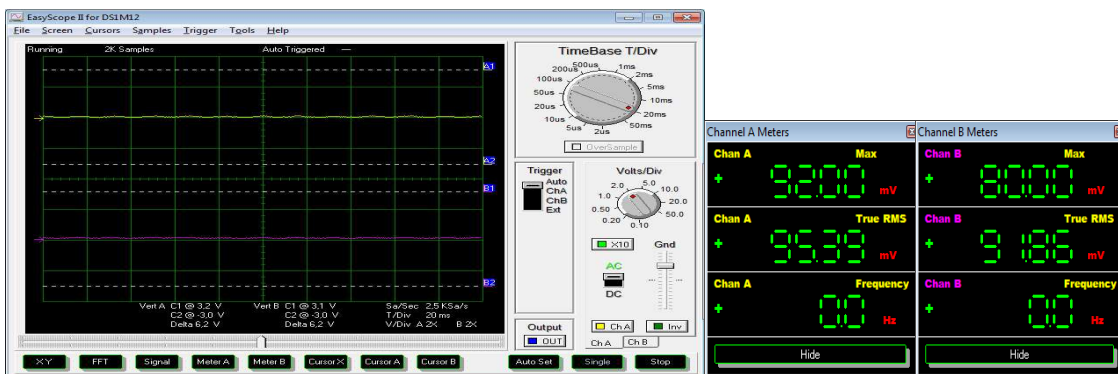 EasyScope II for DS1M12
File Screen Cursors Samples Trigger Tools Help
Running 2K Samples Auto Triggered
A1
A2
B1
B2
Vert A C1 @ 3,2 V Vert B C1 @ 3,1 V Sa/Sec 2,5 KSa/s
C2 @ -3,0 V C2 @ -3,0 V T/Div 20 ms
Delta 6,2 V Delta 6,2 V V/Div A 2X B 2X
XY FFT Signal Meter A Meter B Cursor X Cursor A Cursor B Auto Set Single Stop
TimeBase T/Div
500us 1ms
200us 2ms
100us 5ms
50us 10ms
20us 20ms
10us 50ms
5us 2us
OverSample
Trigger
Auto
ChA
ChB
Ext
Volts/Div
2.0 5.0
1.0 10.0
0.50 20.0
0.20 0.10 50.0
X10 Gnd
AC
DC
Output
OUT
Ch A Inv
Ch A Ch B
Channel A Meters
Chan A Max
+ 92.00 mV
Chan A True RMS
+ 95.39 mV
Chan A Frequency
+ 0.0 Hz
Hide
Channel B Meters
Chan B Max
+ 80.00 mV
Chan B True RMS
+ 91.86 mV
Chan B Frequency
+ 0.0 Hz
Hide